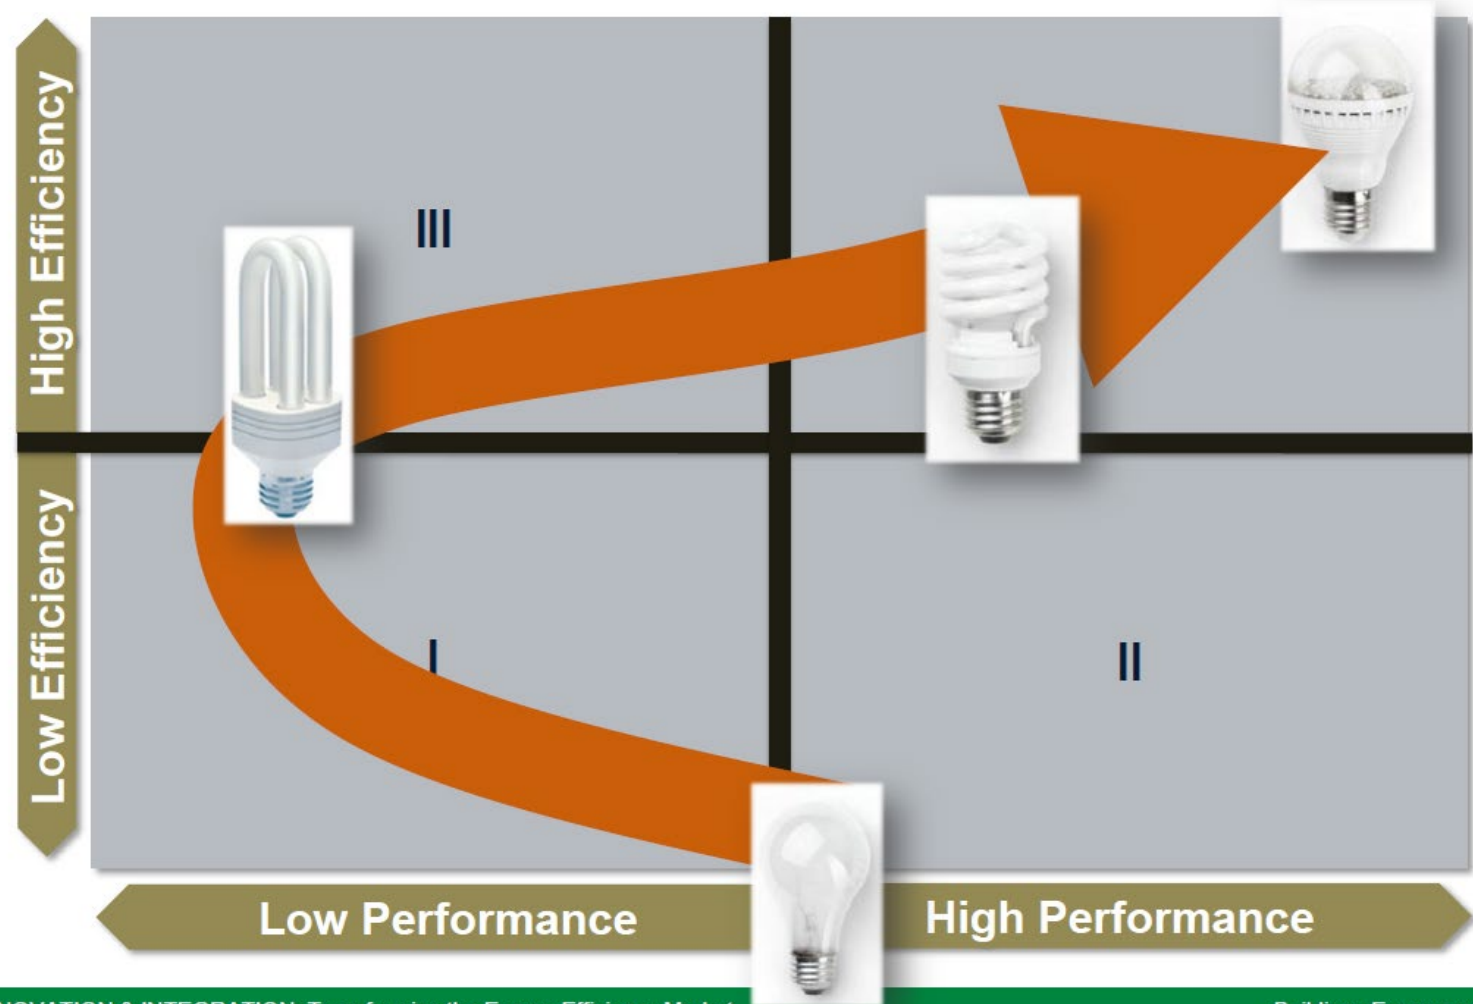 High Efficiency
III
Low Efficiency
I
II
Low Performance
High Performance